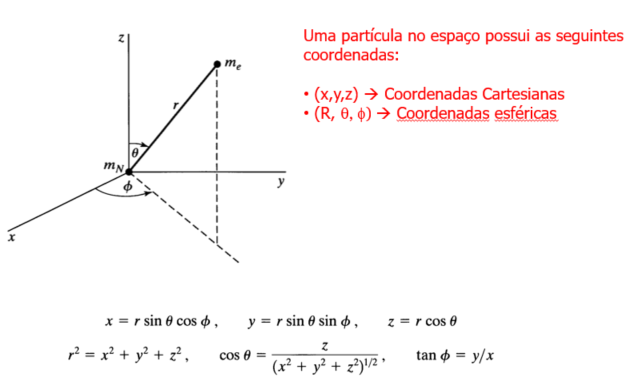 z
Uma partícula no espaço possui as seguintes
coordenadas:
mₑ
• (x,y,z) → Coordenadas Cartesianas
r
• (R, θ, ϕ) → Coordenadas esféricas
θ
m_N
ϕ
y
x
x = r sin θ cos ϕ , y = r sin θ sin ϕ , z = r cos θ
r² = x² + y² + z² , cos θ = z / (x² + y² + z²)^{1/2} , tan ϕ = y/x